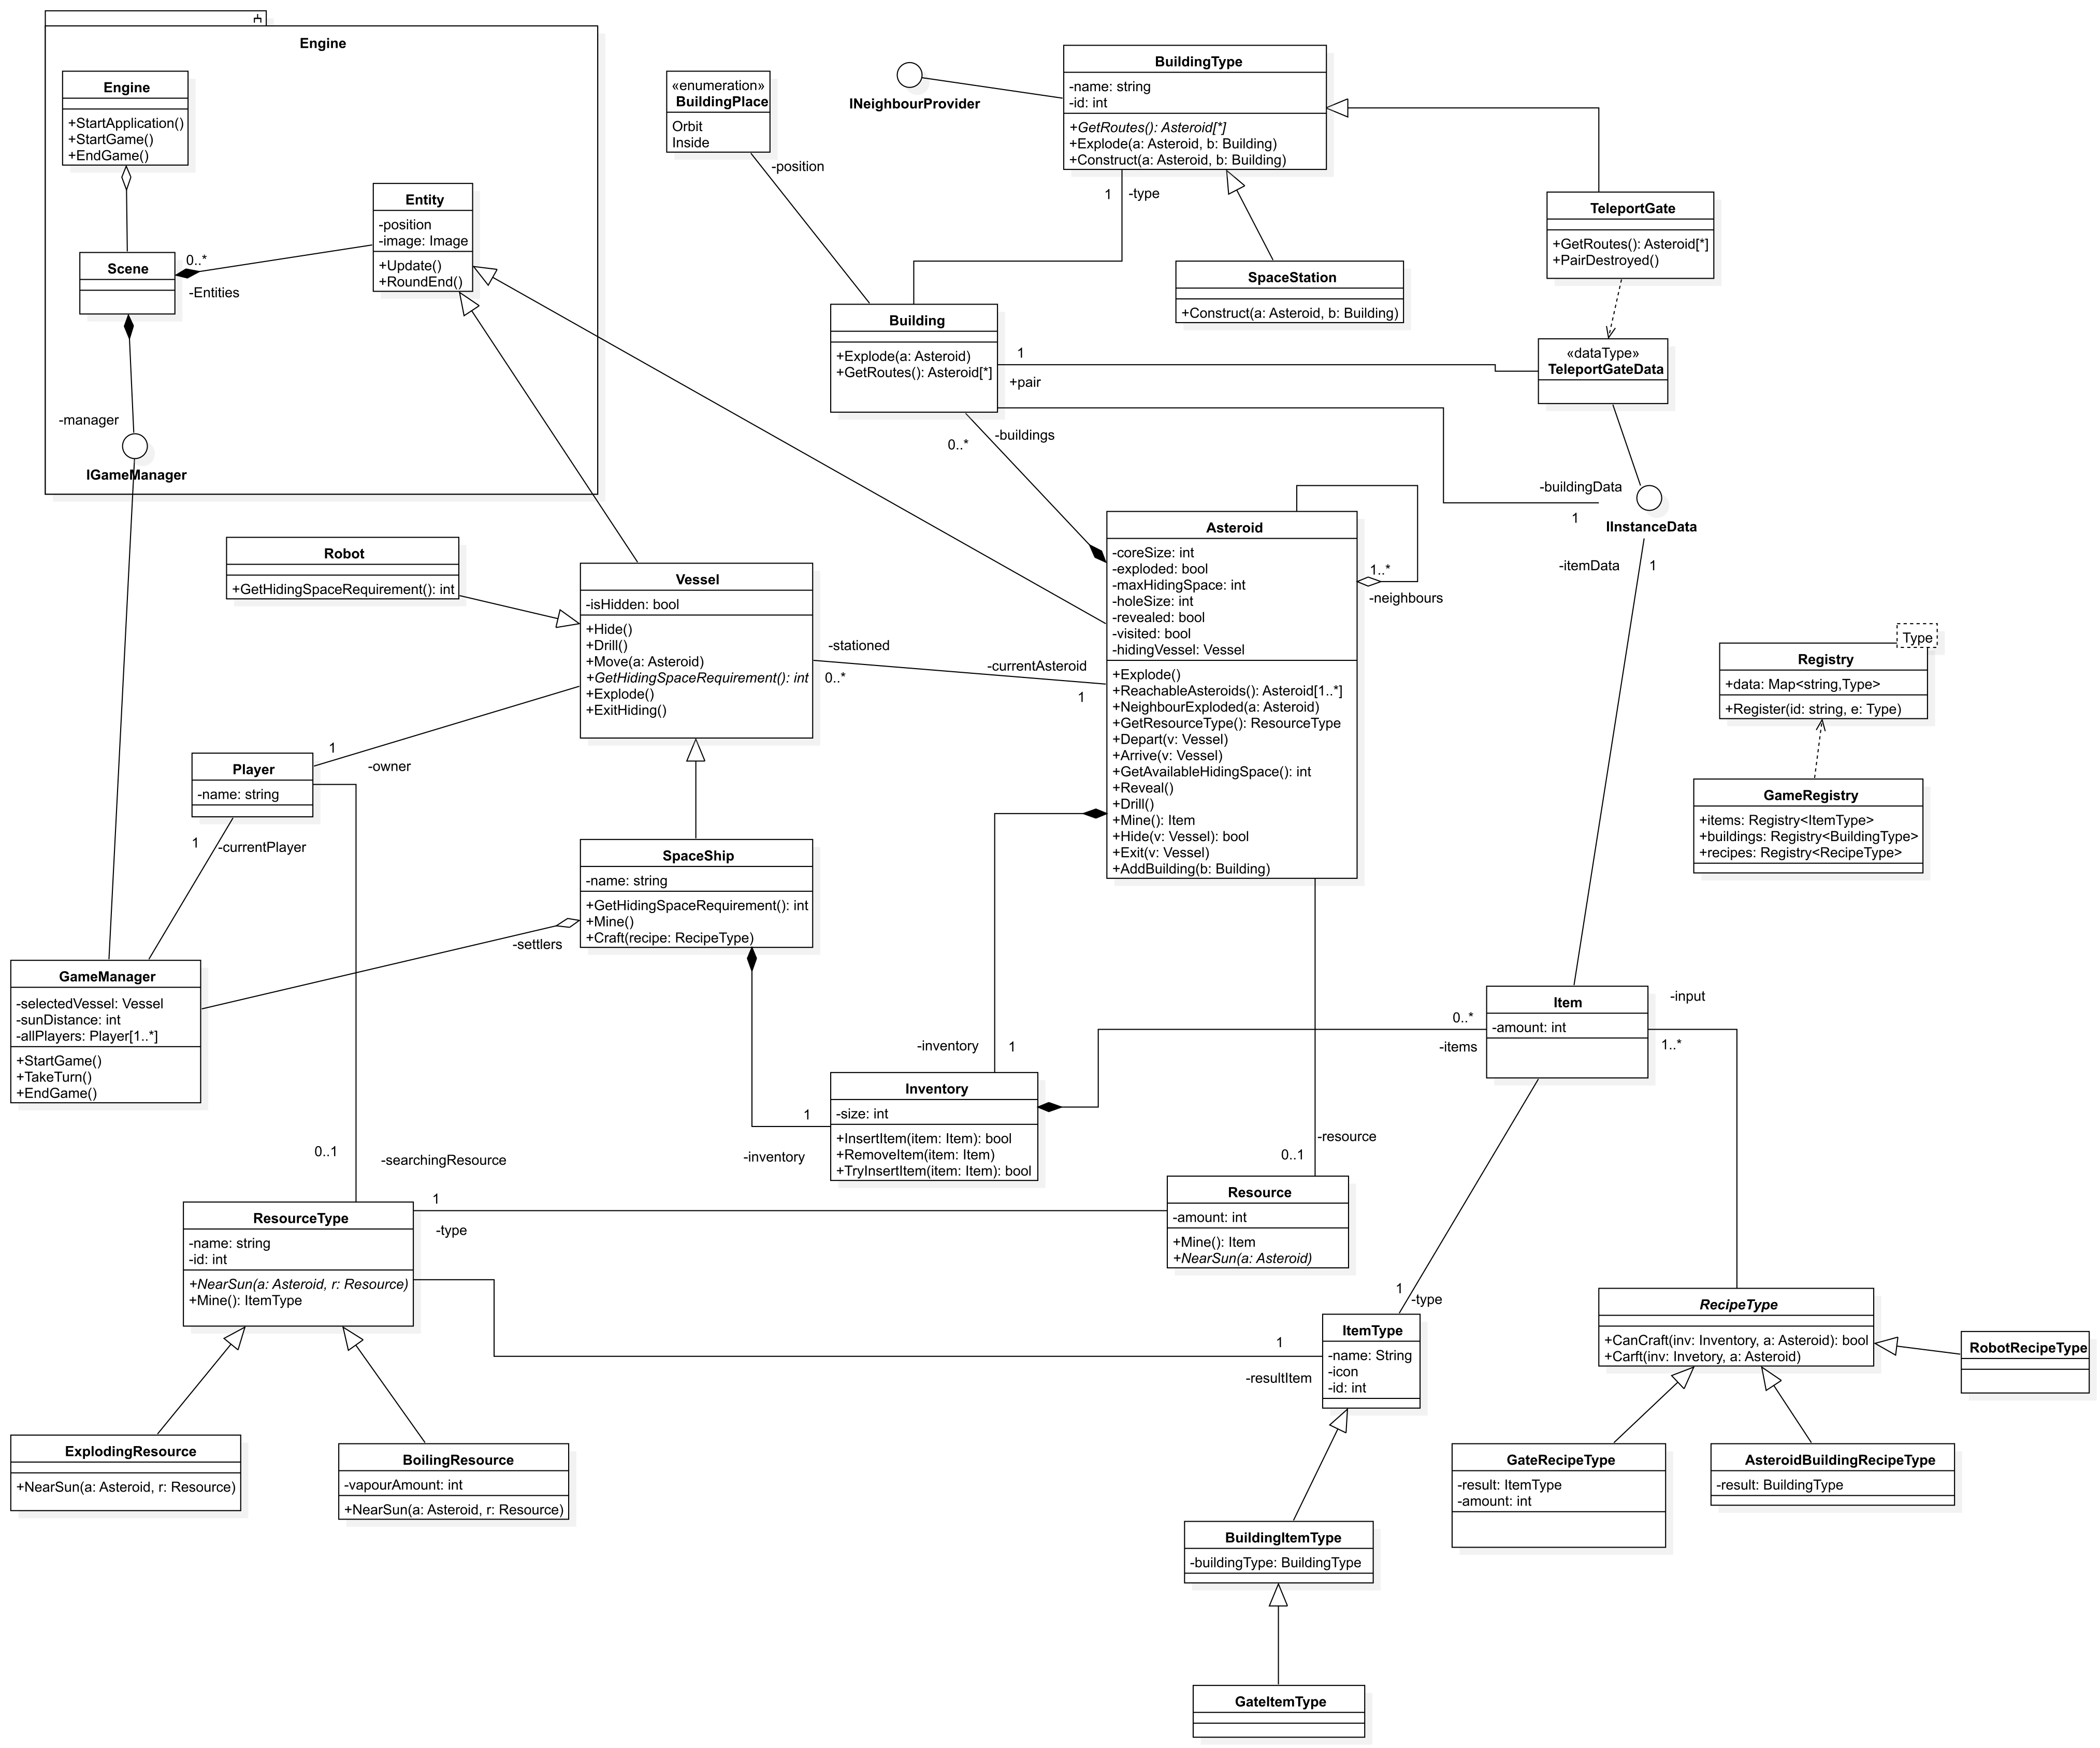 Engine
Engine
+StartApplication()
+StartGame()
+EndGame()
Entity
-position
-image: Image
+Update()
+RoundEnd()
Scene
0..*
-Entities
-manager
IGameManager
«enumeration»
BuildingPlace
Orbit
Inside
-position
INeighbourProvider
BuildingType
-name: string
-id: int
+GetRoutes(): Asteroid[*]
+Explode(a: Asteroid, b: Building)
+Construct(a: Asteroid, b: Building)
1
-type
SpaceStation
+Construct(a: Asteroid, b: Building)
TeleportGate
+GetRoutes(): Asteroid[*]
+PairDestroyed()
Building
+Explode(a: Asteroid)
+GetRoutes(): Asteroid[*]
1
+pair
«dataType»
TeleportGateData
0..*
-buildings
-buildingData
1
IInstanceData
-itemData
1
Robot
+GetHidingSpaceRequirement(): int
Vessel
-isHidden: bool
+Hide()
+Drill()
+Move(a: Asteroid)
+GetHidingSpaceRequirement(): int
+Explode()
+ExitHiding()
-stationed
0..*
-currentAsteroid
1
Asteroid
-coreSize: int
-exploded: bool
-maxHidingSpace: int
-holeSize: int
-revealed: bool
-visited: bool
-hidingVessel: Vessel
+Explode()
+ReachableAsteroids(): Asteroid[1..*]
+NeighbourExploded(a: Asteroid)
+GetResourceType(): ResourceType
+Depart(v: Vessel)
+Arrive(v: Vessel)
+GetAvailableHidingSpace(): int
+Reveal()
+Drill()
+Mine(): Item
+Hide(v: Vessel): bool
+Exit(v: Vessel)
+AddBuilding(b: Building)
1..*
-neighbours
Type
Registry
+data: Map<string,Type>
+Register(id: string, e: Type)
GameRegistry
+items: Registry<ItemType>
+buildings: Registry<BuildingType>
+recipes: Registry<RecipeType>
Player
-name: string
1
-owner
1
-currentPlayer
SpaceShip
-name: string
+GetHidingSpaceRequirement(): int
+Mine()
+Craft(recipe: RecipeType)
-settlers
GameManager
-selectedVessel: Vessel
-sunDistance: int
-allPlayers: Player[1..*]
+StartGame()
+TakeTurn()
+EndGame()
Item
-amount: int
0..*
-items
-input
1..*
-inventory
1
Inventory
-size: int
+InsertItem(item: Item): bool
+RemoveItem(item: Item)
+TryInsertItem(item: Item): bool
1
-inventory
0..1
-searchingResource
-resource
0..1
Resource
-amount: int
+Mine(): Item
+NearSun(a: Asteroid)
ResourceType
-name: string
-id: int
+NearSun(a: Asteroid, r: Resource)
+Mine(): ItemType
1
-type
1
-resultItem
1
-type
ItemType
-name: String
-icon
-id: int
RecipeType
+CanCraft(inv: Inventory, a: Asteroid): bool
+Carft(inv: Invetory, a: Asteroid)
RobotRecipeType
ExplodingResource
+NearSun(a: Asteroid, r: Resource)
BoilingResource
-vapourAmount: int
+NearSun(a: Asteroid, r: Resource)
GateRecipeType
-result: ItemType
-amount: int
AsteroidBuildingRecipeType
-result: BuildingType
BuildingItemType
-buildingType: BuildingType
GateItemType